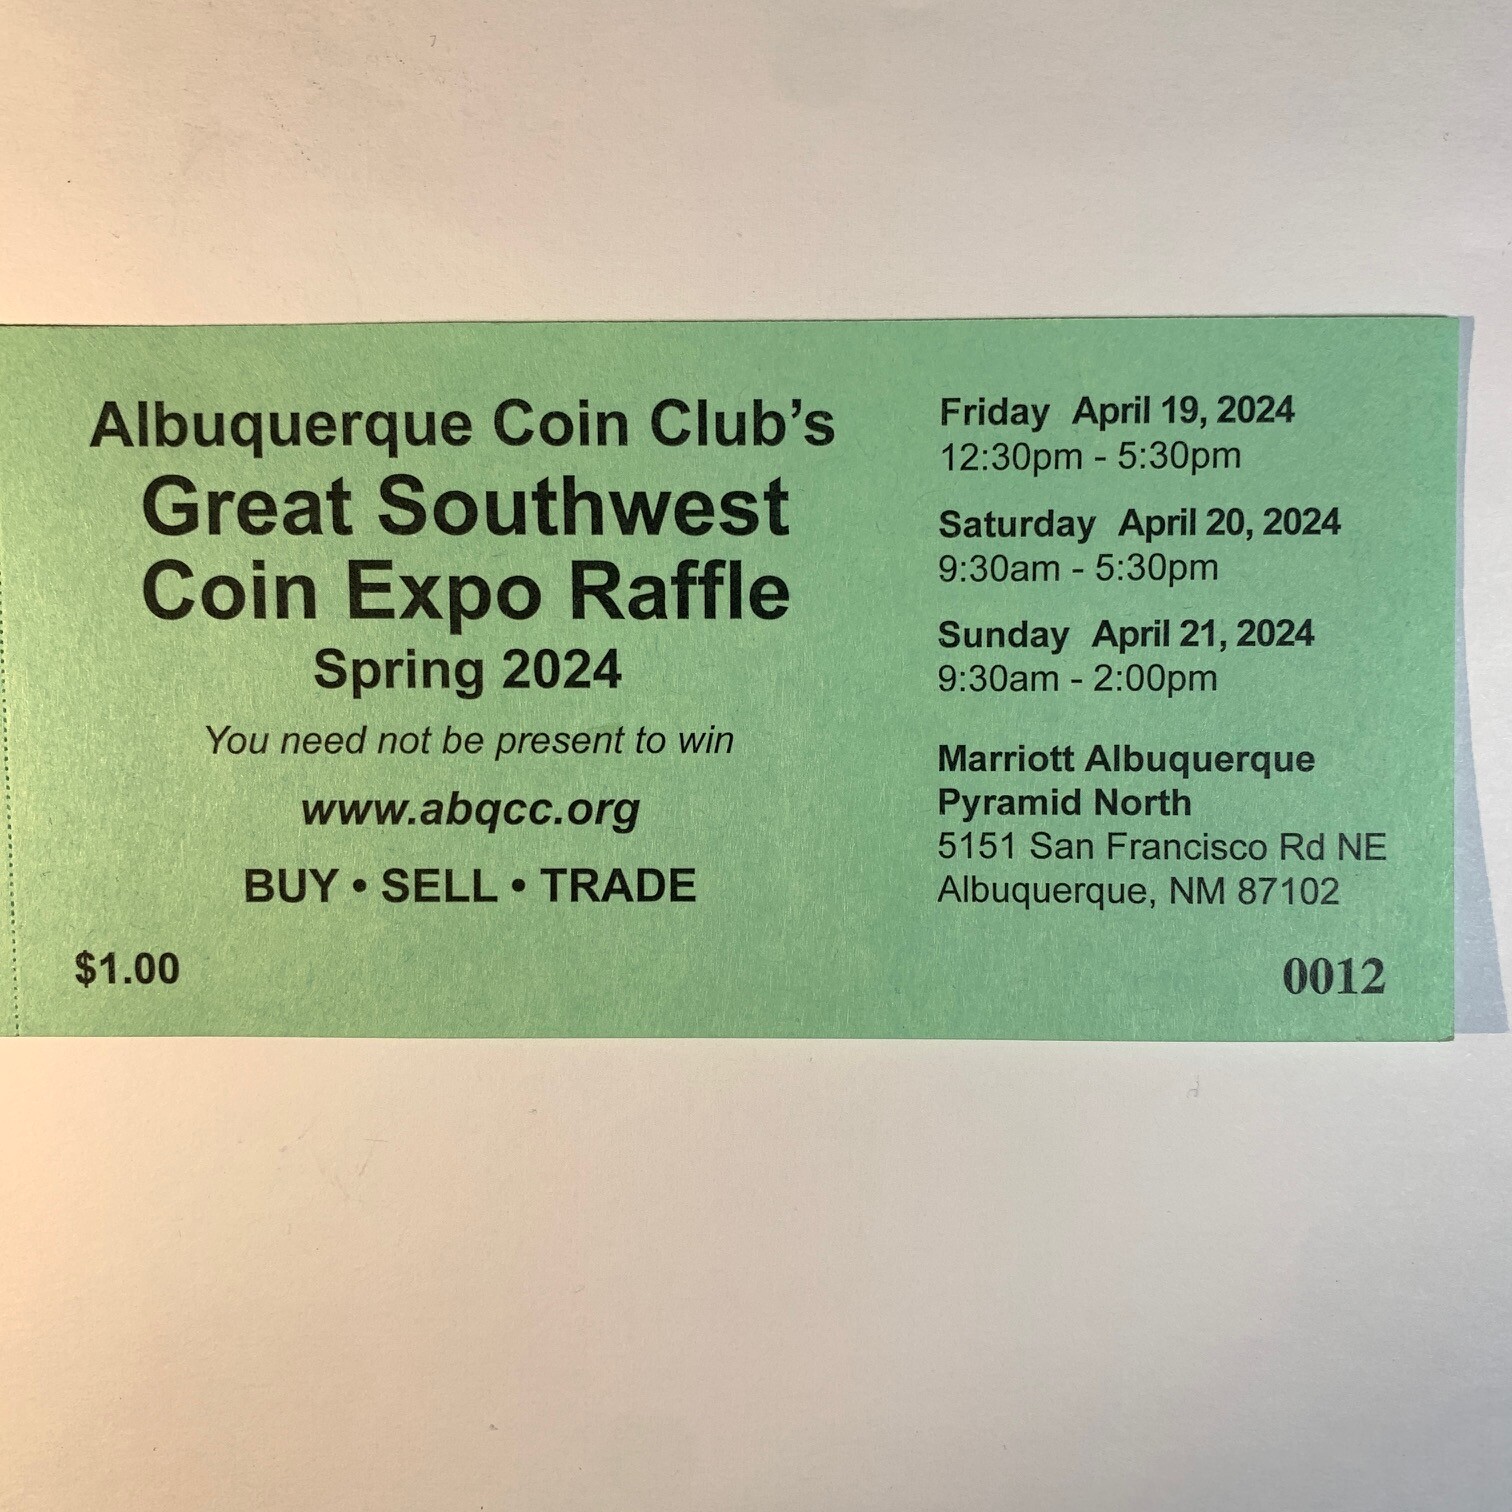 Albuquerque Coin Club’s
Great Southwest
Coin Expo Raffle
Spring 2024
You need not be present to win
www.abqcc.org
BUY • SELL • TRADE
$1.00
Friday April 19, 2024
12:30pm - 5:30pm
Saturday April 20, 2024
9:30am - 5:30pm
Sunday April 21, 2024
9:30am - 2:00pm
Marriott Albuquerque
Pyramid North
5151 San Francisco Rd NE
Albuquerque, NM 87102
0012